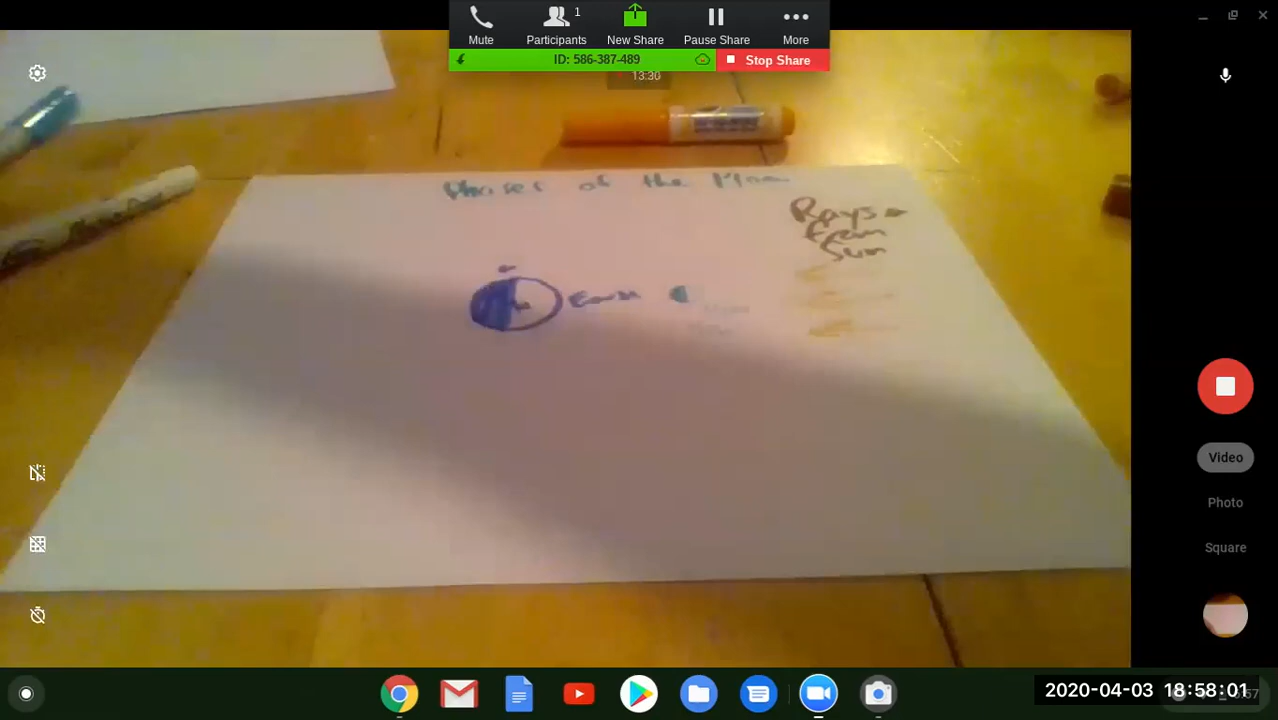 Mute
Participants
1
New Share
Pause Share
More
ID: 586-387-489
Stop Share
13:30
Phases of the Moon
Rays
from
Sun
Earth
Video
Photo
Square
2020-04-03 18:58:01